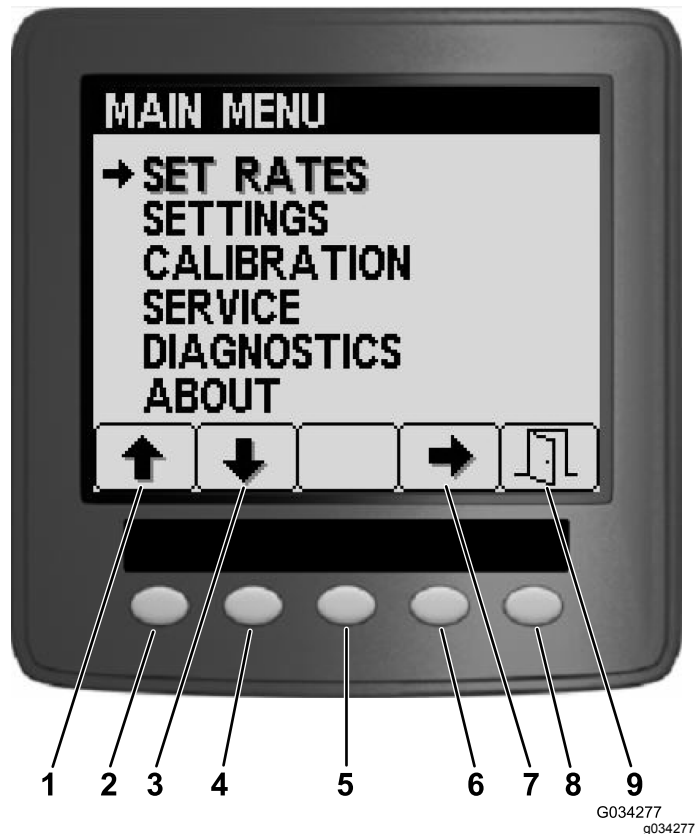 MAIN MENU
SET RATES
SETTINGS
CALIBRATION
SERVICE
DIAGNOSTICS
ABOUT
1 2 3 4 5 6 7 8 9
G034277
g034277